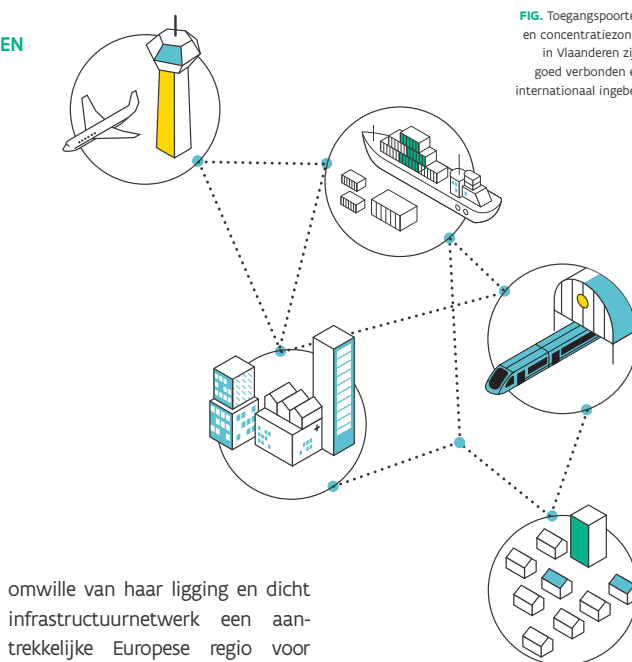 EN
FIG. Toegangspoorte
en concentratiezon
in Vlaanderen zij
goed verbonden e
internationaal ingebe
omwille van haar ligging en dicht
infrastructuurnetwerk een aan-
trekkelijke Europese regio voor